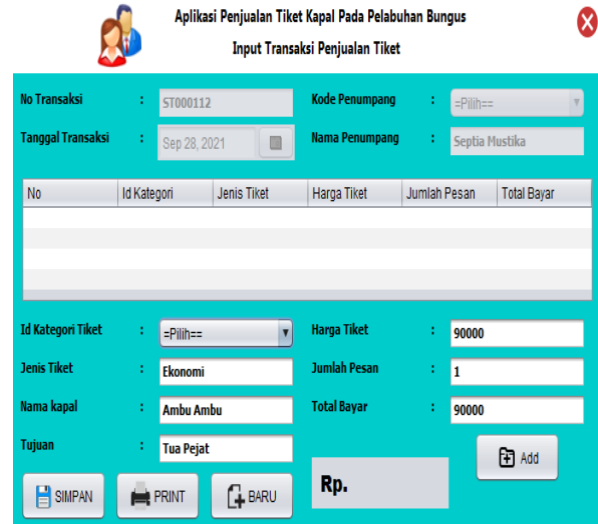 Aplikasi Penjualan Tiket Kapal Pada Pelabuhan Bungus
Input Transaksi Penjualan Tiket
No Transaksi : ST000112 Kode Penumpang : =Pilih==
Tanggal Transaksi : Sep 28, 2021 Nama Penumpang : Septia Mustika
No Id Kategori Jenis Tiket Harga Tiket Jumlah Pesan Total Bayar
Id Kategori Tiket : =Pilih== Harga Tiket : 90000
Jenis Tiket : Ekonomi Jumlah Pesan : 1
Nama kapal : Ambu Ambu Total Bayar : 90000
Tujuan : Tua Pejat
Add
SIMPAN PRINT BARU Rp.